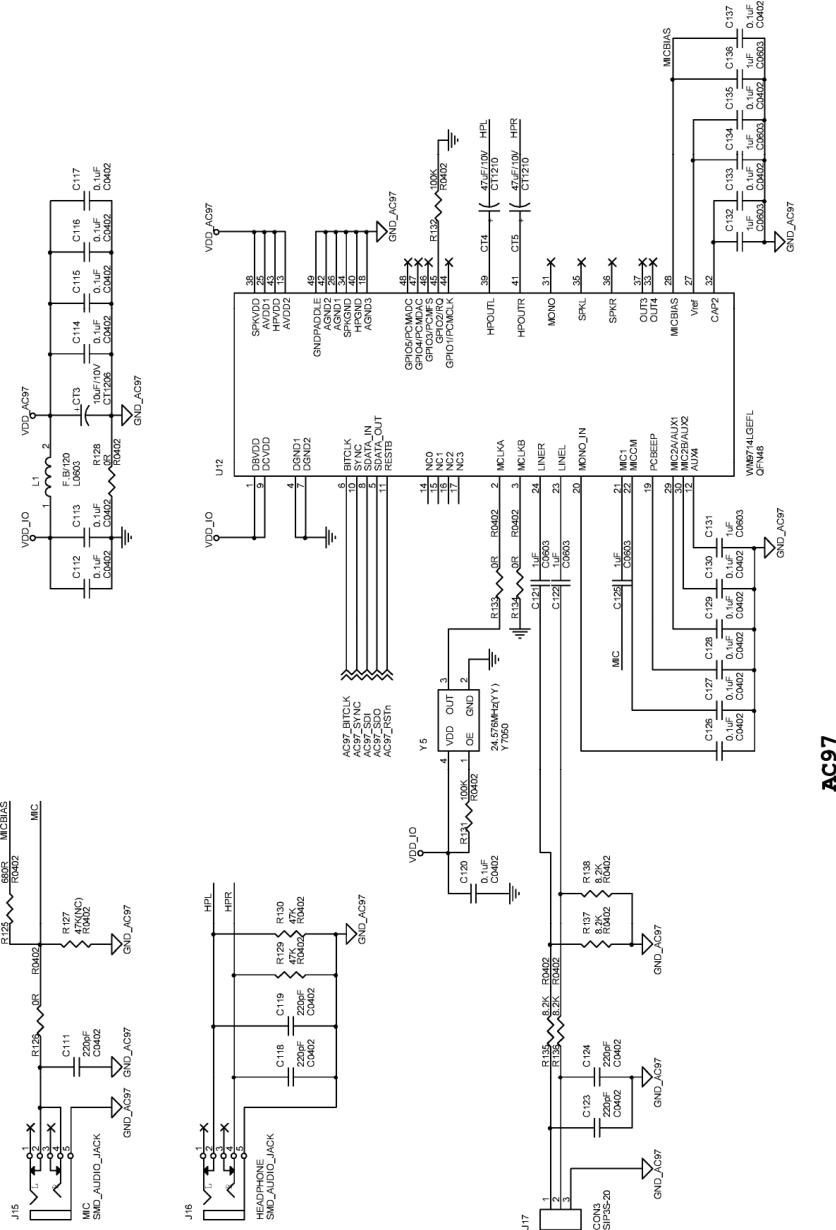 AC97
J15
MIC
SMD_AUDIO_JACK
L
R
1
2
3
4
5
R125
680R
R0402
MICBIAS
MIC
R126
0R
R0402
R127
47K(NC)
R0402
C111
220pF
C0402
GND_AC97
GND_AC97
GND_AC97
J16
HEADPHONE
SMD_AUDIO_JACK
L
R
1
2
3
4
5
HPL
HPR
C118
220pF
C0402
C119
220pF
C0402
R129
47K
R0402
R130
47K
R0402
GND_AC97
J17
CON3
SIP3S-20
1
2
3
GND_AC97
C123
220pF
C0402
C124
220pF
C0402
GND_AC97
R135
8.2K
R0402
R136
8.2K
R0402
R137
8.2K
R0402
R138
8.2K
R0402
GND_AC97
VDD_IO
C112
0.1uF
C0402
C113
0.1uF
C0402
L1
1
2
F.B/120
L0603
R128
0R
R0402
VDD_AC97
+
CT3
10uF/10V
CT1206
GND_AC97
C114
0.1uF
C0402
C115
0.1uF
C0402
C116
0.1uF
C0402
C117
0.1uF
C0402
VDD_IO
C120
0.1uF
C0402
R131
100K
R0402
Y5
4
VDD
OUT
3
1
OE
GND
2
24.576MHz(YY)
Y7050
AC97_BITCLK
AC97_SYNC
AC97_SDI
AC97_SDO
AC97_RSTn
VDD_IO
U12
WM9714LGEFL
QFN48
1
DBVDD
9
DCVDD
4
DGND1
7
DGND2
6
BITCLK
10
SYNC
8
SDATA_IN
5
SDATA_OUT
11
RESTB
14
NC0
15
NC1
16
NC2
17
NC3
2
MCLKA
3
MCLKB
24
LINER
23
LINEL
20
MONO_IN
21
MIC1
22
MICCM
19
PCBEEP
29
MIC2A/AUX1
30
MIC2B/AUX2
12
AUX4
R133
0R
R0402
R134
0R
R0402
C121
1uF
C0603
C122
1uF
C0603
MIC
C125
1uF
C0603
C126
0.1uF
C0402
C127
0.1uF
C0402
C128
0.1uF
C0402
C129
0.1uF
C0402
C130
0.1uF
C0402
C131
1uF
C0603
GND_AC97
VDD_AC97
SPKVDD
38
AVDD1
25
HPVDD
43
AVDD2
13
GNDPADDLE
49
AGND2
42
AGND1
26
SPKGND
34
HPGND
40
AGND3
18
GND_AC97
GPIO5/PCMADC
48
GPIO4/PCMDAC
47
GPIO3/PCMFS
46
GPIO2/RQ
45
GPIO1/PCMCLK
44
R132
100K
R0402
HPOUTL
39
CT4
+
47uF/10V
CT1210
HPL
HPOUTR
41
CT5
+
47uF/10V
CT1210
HPR
MONO
31
SPKL
35
SPKR
36
OUT3
37
OUT4
33
MICBIAS
28
Vref
27
CAP2
32
MICBIAS
C132
1uF
C0603
C133
0.1uF
C0402
C134
1uF
C0603
C135
0.1uF
C0402
C136
1uF
C0603
C137
0.1uF
C0402
GND_AC97